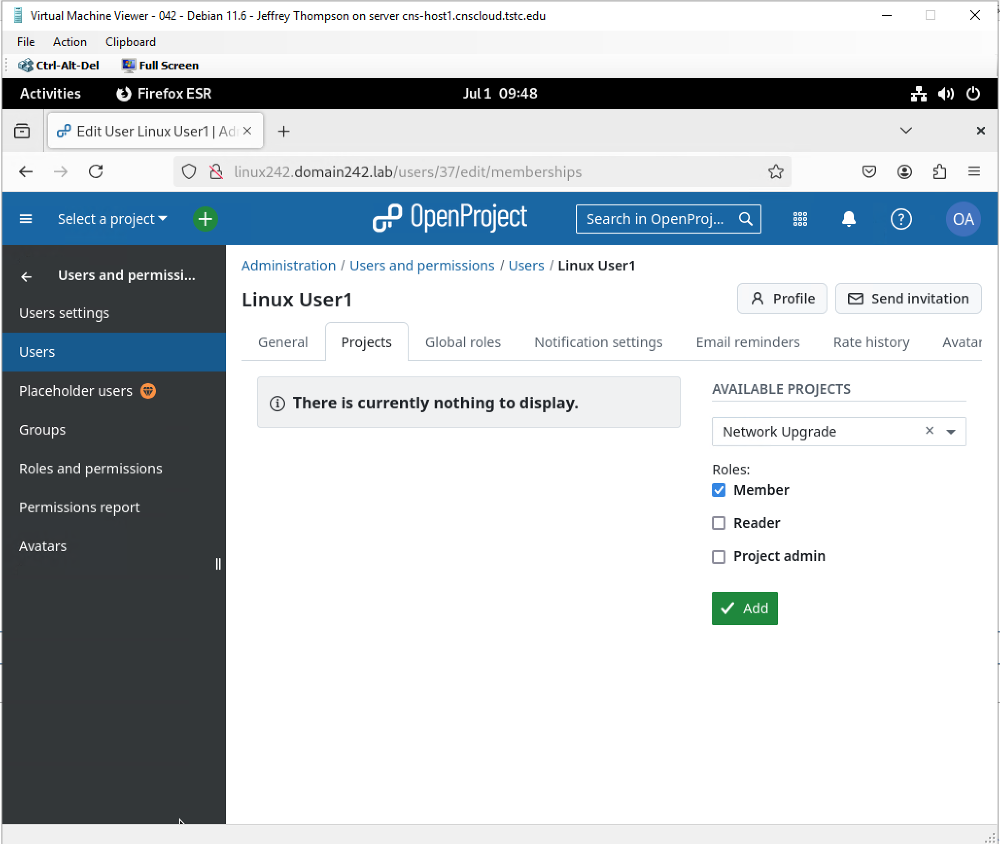 Virtual Machine Viewer - 042 - Debian 11.6 - Jeffrey Thompson on server cns-host1.cnscloud.tstc.edu
File Action Clipboard
Ctrl-Alt-Del Full Screen
Activities Firefox ESR Jul 1 09:48
Edit User Linux User1 | Adr
linux242.domain242.lab/users/37/edit/memberships
Select a project OpenProject Search in OpenProj... OA
Users and permissi...
Users settings
Users
Placeholder users
Groups
Roles and permissions
Permissions report
Avatars
Administration / Users and permissions / Users / Linux User1
Linux User1 Profile Send invitation
General Projects Global roles Notification settings Email reminders Rate history Avatar
There is currently nothing to display.
AVAILABLE PROJECTS
Network Upgrade
Roles:
Member
Reader
Project admin
Add